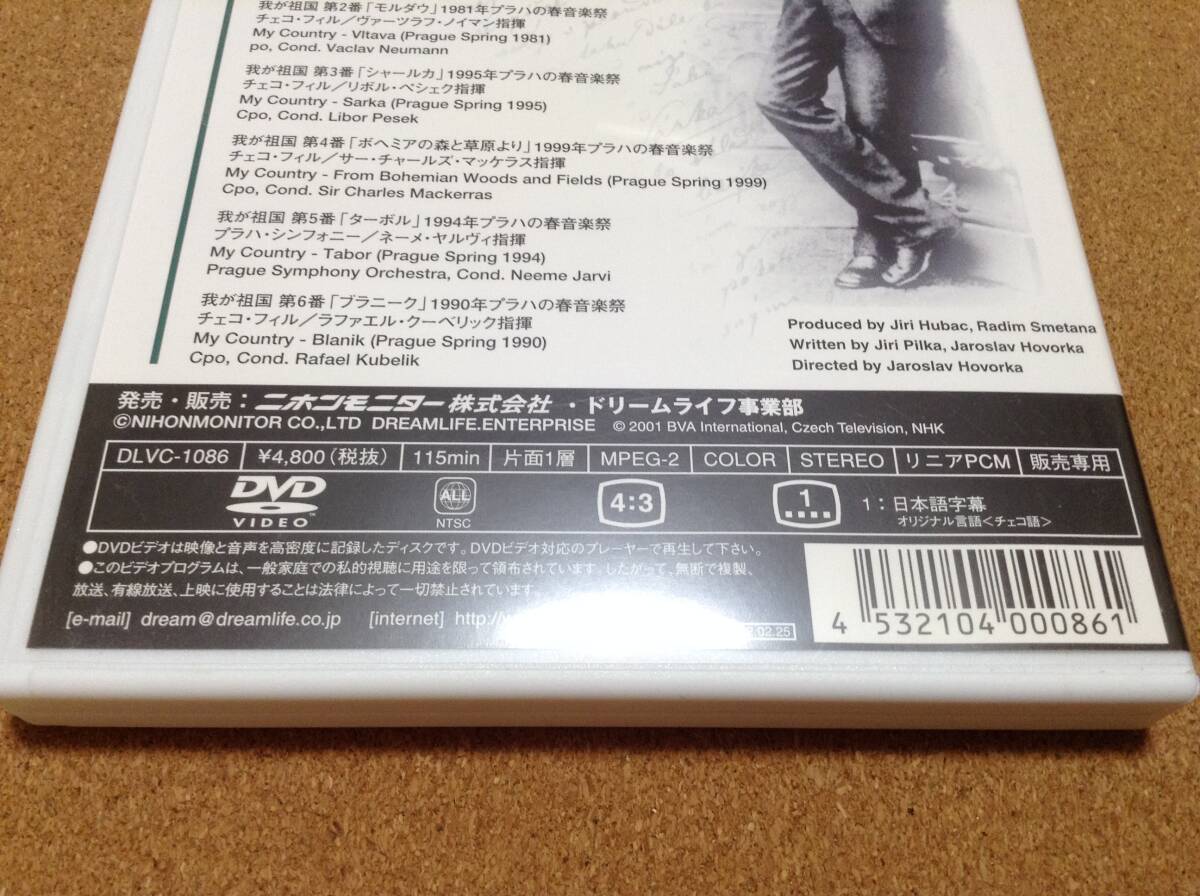 我が祖国 第2番「モルダウ」1981年プラハの春音楽祭
チェコ・フィル／ヴァーツラフ・ノイマン指揮
My Country - Vltava (Prague Spring 1981)
po, Cond. Vaclav Neumann
我が祖国 第3番「シャールカ」1995年プラハの春音楽祭
チェコ・フィル／リボル・ペシェク指揮
My Country - Sarka (Prague Spring 1995)
Cpo, Cond. Libor Pesek
我が祖国 第4番「ボヘミアの森と草原より」1999年プラハの春音楽祭
チェコ・フィル／サー・チャールズ・マッケラス指揮
My Country - From Bohemian Woods and Fields (Prague Spring 1999)
Cpo, Cond. Sir Charles Mackerras
我が祖国 第5番「ターボル」1994年プラハの春音楽祭
プラハ・シンフォニー／ネーメ・ヤルヴィ指揮
My Country - Tabor (Prague Spring 1994)
Prague Symphony Orchestra, Cond. Neeme Jarvi
我が祖国 第6番「ブラニーク」1990年プラハの春音楽祭
チェコ・フィル／ラファエル・クーベリック指揮
My Country - Blanik (Prague Spring 1990)
Cpo, Cond. Rafael Kubelik
Produced by Jiri Hubac, Radim Smetana
Written by Jiri Pilka, Jaroslav Hovorka
Directed by Jaroslav Hovorka
発売・販売：ニホンモニター株式会社・ドリームライフ事業部
©NIHONMONITOR CO.,LTD DREAMLIFE.ENTERPRISE © 2001 BVA International, Czech Television, NHK
DLVC-1086 ¥4,800（税抜） 115min 片面1層 MPEG-2 COLOR STEREO リニアPCM 販売専用
DVD VIDEO ALL NTSC 4:3 1 1：日本語字幕
オリジナル言語＜チェコ語＞
●DVDビデオは映像と音声を高密度に記録したディスクです。DVDビデオ対応のプレーヤーで再生して下さい。
●このビデオプログラムは、一般家庭での私的視聴に用途を限って領布されています。したがって、無断で複製、
放送、有線放送、上映に使用することは法律によって一切禁止されています。
[e-mail] dream@dreamlife.co.jp [internet] http:/
02.25
4 532104 000861